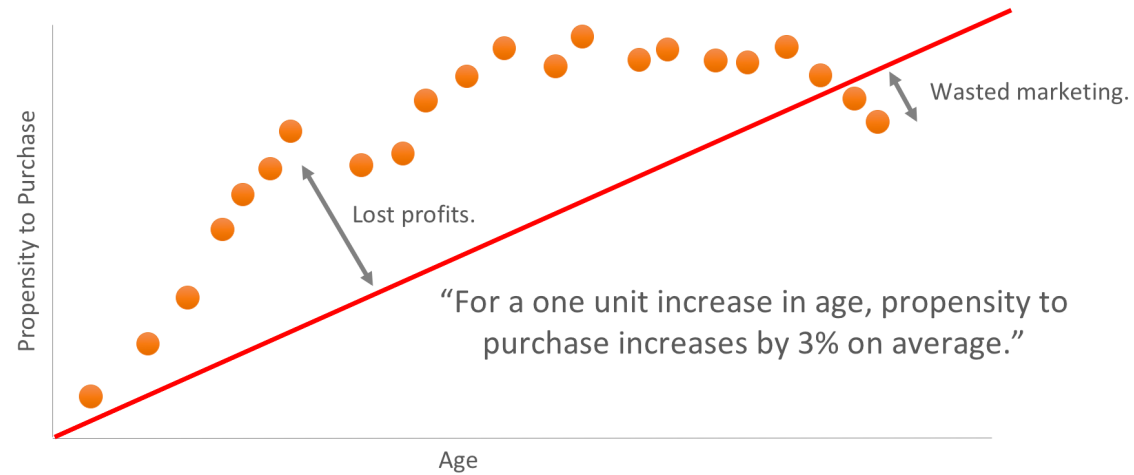 Wasted marketing.
Propensity to Purchase
Lost profits.
“For a one unit increase in age, propensity to
purchase increases by 3% on average.”
Age